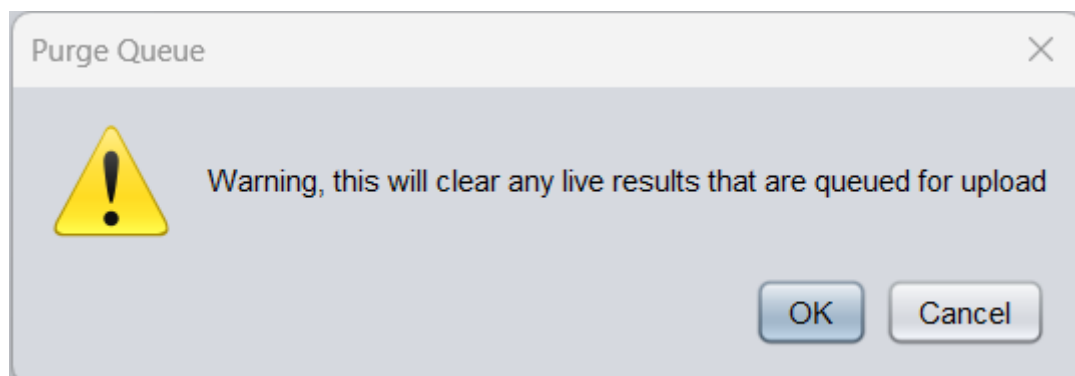 Purge Queue
Warning, this will clear any live results that are queued for upload
OK Cancel